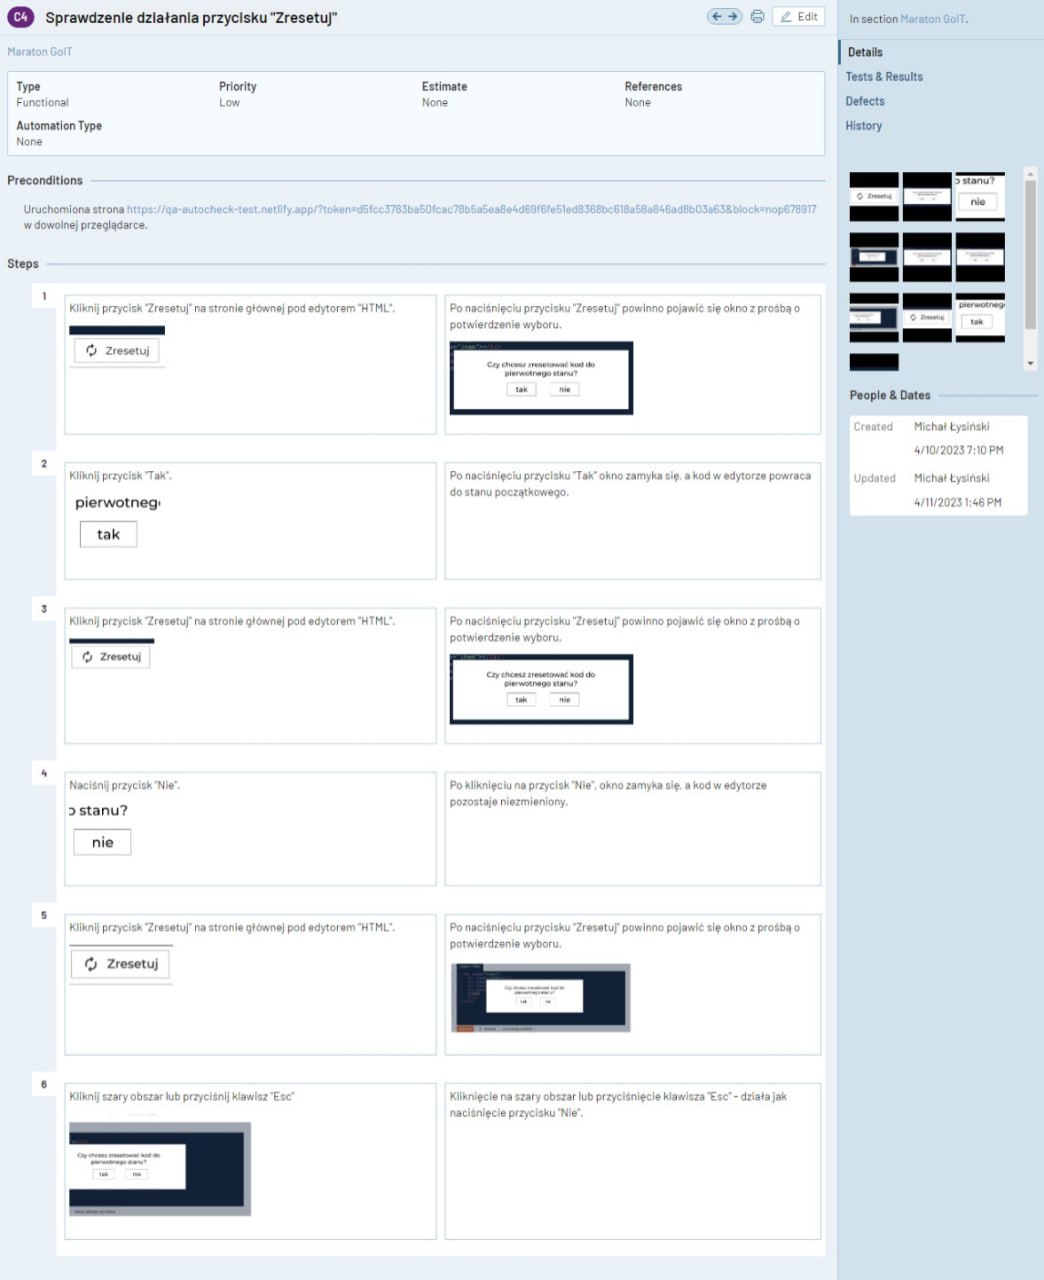 C4
Sprawdzenie działania przycisku "Zresetuj"
Edit
Maraton GoIT
Type
Functional
Priority
Low
Estimate
None
References
None
Automation Type
None
Preconditions
Uruchomiona strona https://qa-autocheck-test.netlify.app/?token=d5fcc3783ba50fcac78b5a5ea8e4d69f6fe51ed8368bc618a58a846ad8b03a63&block=nop678917
w dowolnej przeglądarce.
Steps
1
Kliknij przycisk "Zresetuj" na stronie głównej pod edytorem "HTML".
Zresetuj
Po naciśnięciu przycisku "Zresetuj" powinno pojawić się okno z prośbą o
potwierdzenie wyboru.
Czy chcesz zresetować kod do
pierwotnego stanu?
tak nie
2
Kliknij przycisk "Tak".
pierwotneg
tak
Po naciśnięciu przycisku "Tak" okno zamyka się, a kod w edytorze powraca
do stanu początkowego.
3
Kliknij przycisk "Zresetuj" na stronie głównej pod edytorem "HTML".
Zresetuj
Po naciśnięciu przycisku "Zresetuj" powinno pojawić się okno z prośbą o
potwierdzenie wyboru.
Czy chcesz zresetować kod do
pierwotnego stanu?
tak nie
4
Naciśnij przycisk "Nie".
o stanu?
nie
Po kliknięciu na przycisk "Nie", okno zamyka się, a kod w edytorze
pozostaje niezmieniony.
5
Kliknij przycisk "Zresetuj" na stronie głównej pod edytorem "HTML".
Zresetuj
Po naciśnięciu przycisku "Zresetuj" powinno pojawić się okno z prośbą o
potwierdzenie wyboru.
Czy chcesz zresetować kod do
pierwotnego stanu?
tak nie
6
Kliknij szary obszar lub przyciśnij klawisz "Esc"
Czy chcesz zresetować kod do
pierwotnego stanu?
tak nie
Kliknięcie na szary obszar lub przyciśnięcie klawisza "Esc" - działa jak
naciśnięcie przycisku "Nie".
In section Maraton GoIT.
Details
Tests & Results
Defects
History
Zresetuj
o stanu?
nie
Zresetuj
pierwotneg
tak
People & Dates
Created Michał Łysiński
4/10/2023 7:10 PM
Updated Michał Łysiński
4/11/2023 1:46 PM